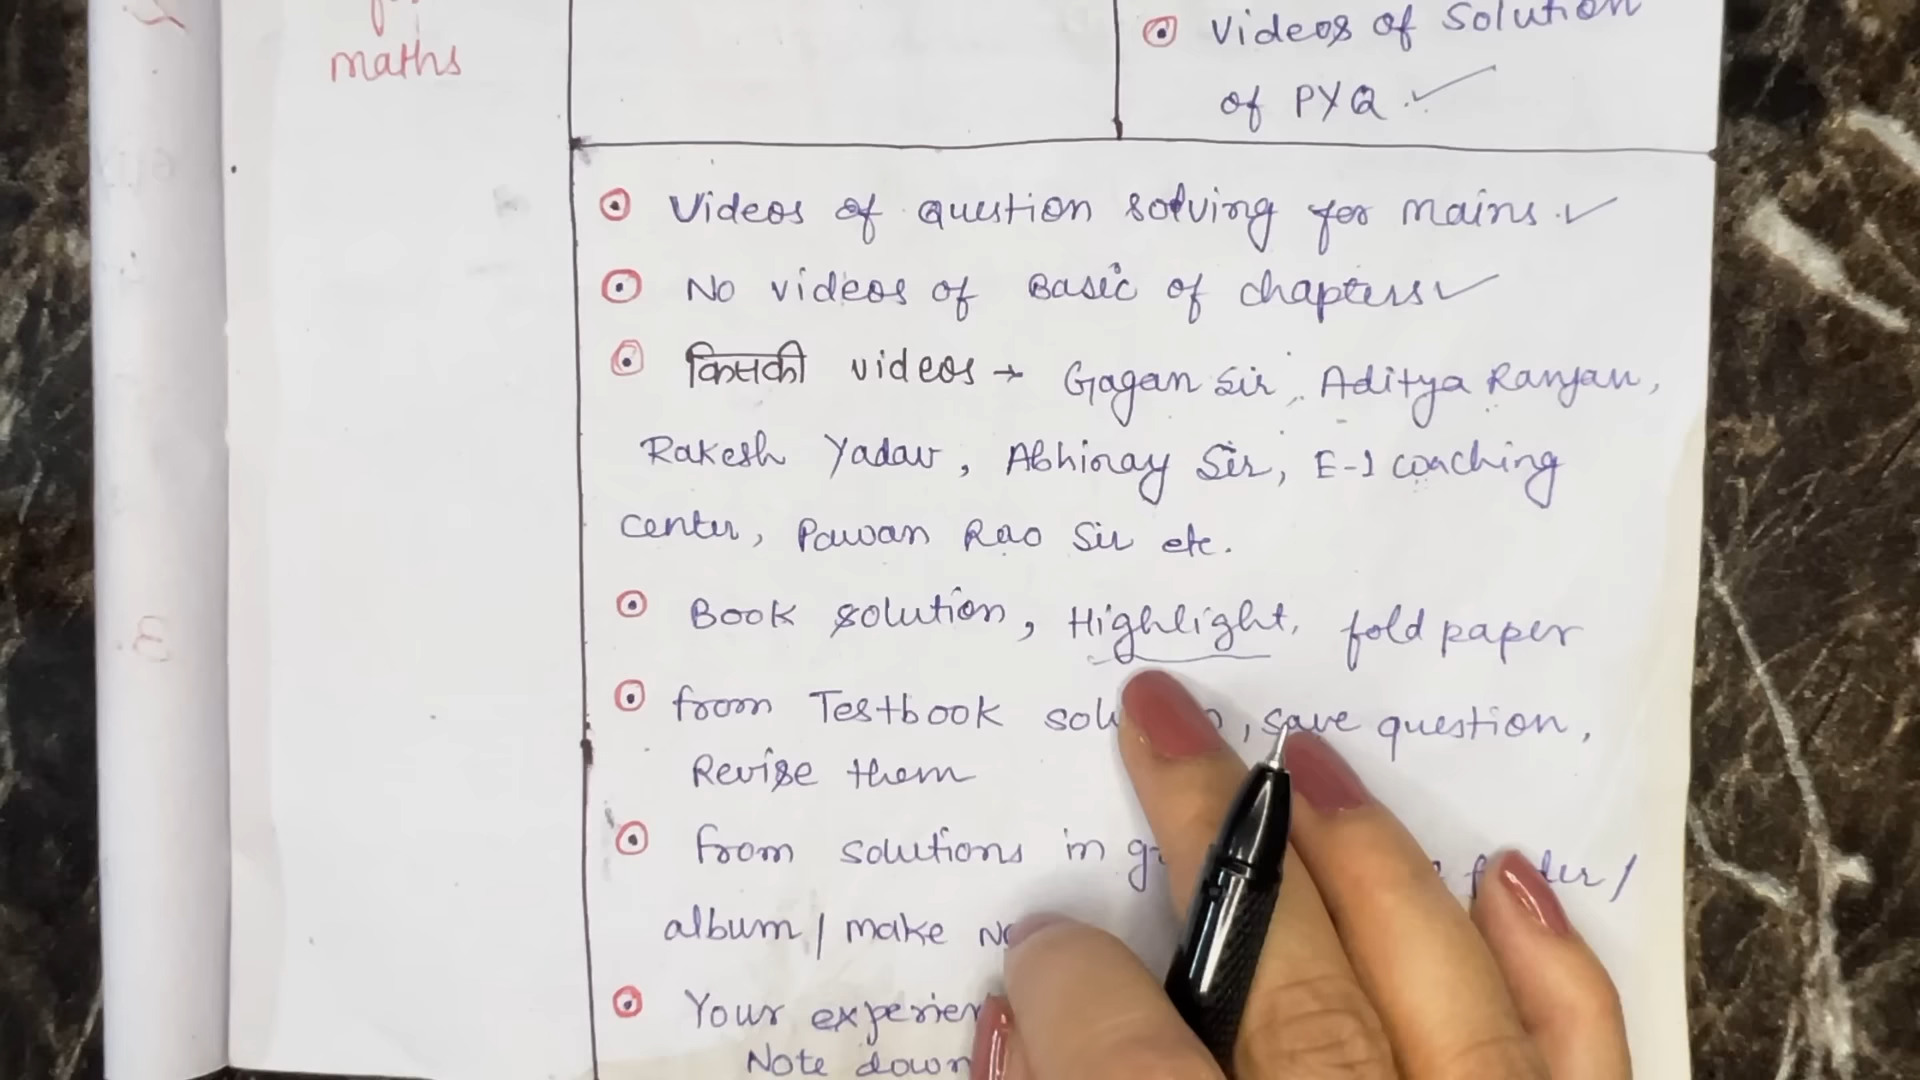 maths
Videos of Solution
of PYQ
Videos of question solving for mains.
No videos of Basic of chapters
किसकी videos → Gagan Sir, Aditya Ranjan,
Rakesh Yadav, Abhinay Sir, E-1 coaching
center, Pawan Rao Sir etc.
Book solution, Highlight, fold paper
from Testbook , save question,
Revise them
from solutions in
album / make
Your
Note down